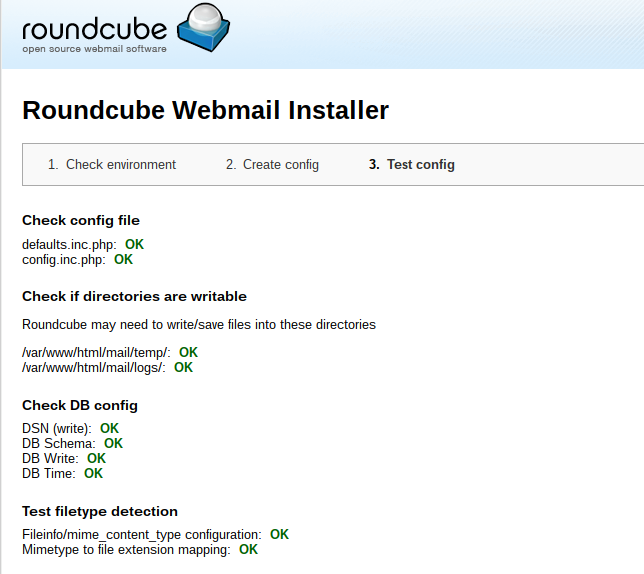 roundcube
open source webmail software
Roundcube Webmail Installer
1. Check environment 2. Create config 3. Test config
Check config file
defaults.inc.php: OK
config.inc.php: OK
Check if directories are writable
Roundcube may need to write/save files into these directories
/var/www/html/mail/temp/: OK
/var/www/html/mail/logs/: OK
Check DB config
DSN (write): OK
DB Schema: OK
DB Write: OK
DB Time: OK
Test filetype detection
Fileinfo/mime_content_type configuration: OK
Mimetype to file extension mapping: OK